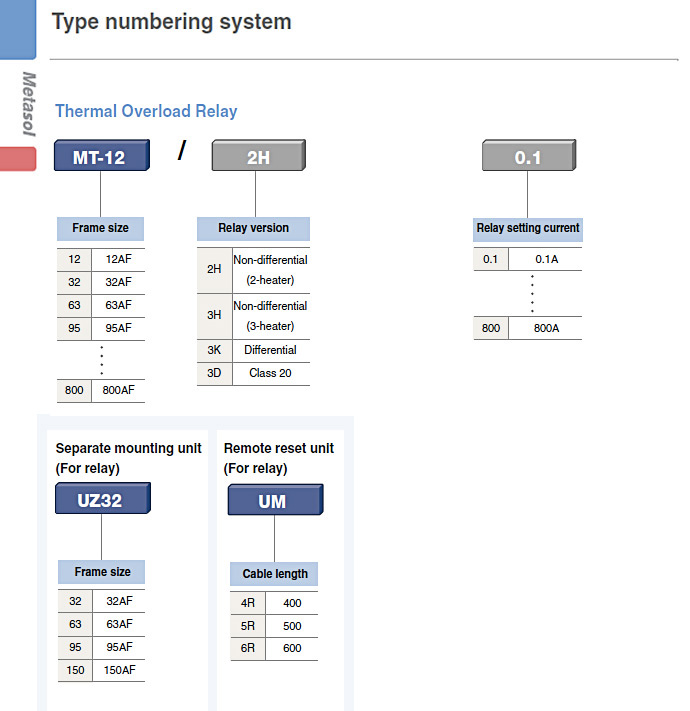 Type numbering system
Metasol
Thermal Overload Relay
MT-12 / 2H 0.1
Frame size
12 12AF
32 32AF
63 63AF
95 95AF
800 800AF
Relay version
2H Non-differential
(2-heater)
3H Non-differential
(3-heater)
3K Differential
3D Class 20
Relay setting current
0.1 0.1A
800 800A
Separate mounting unit
(For relay)
UZ32
Frame size
32 32AF
63 63AF
95 95AF
150 150AF
Remote reset unit
(For relay)
UM
Cable length
4R 400
5R 500
6R 600